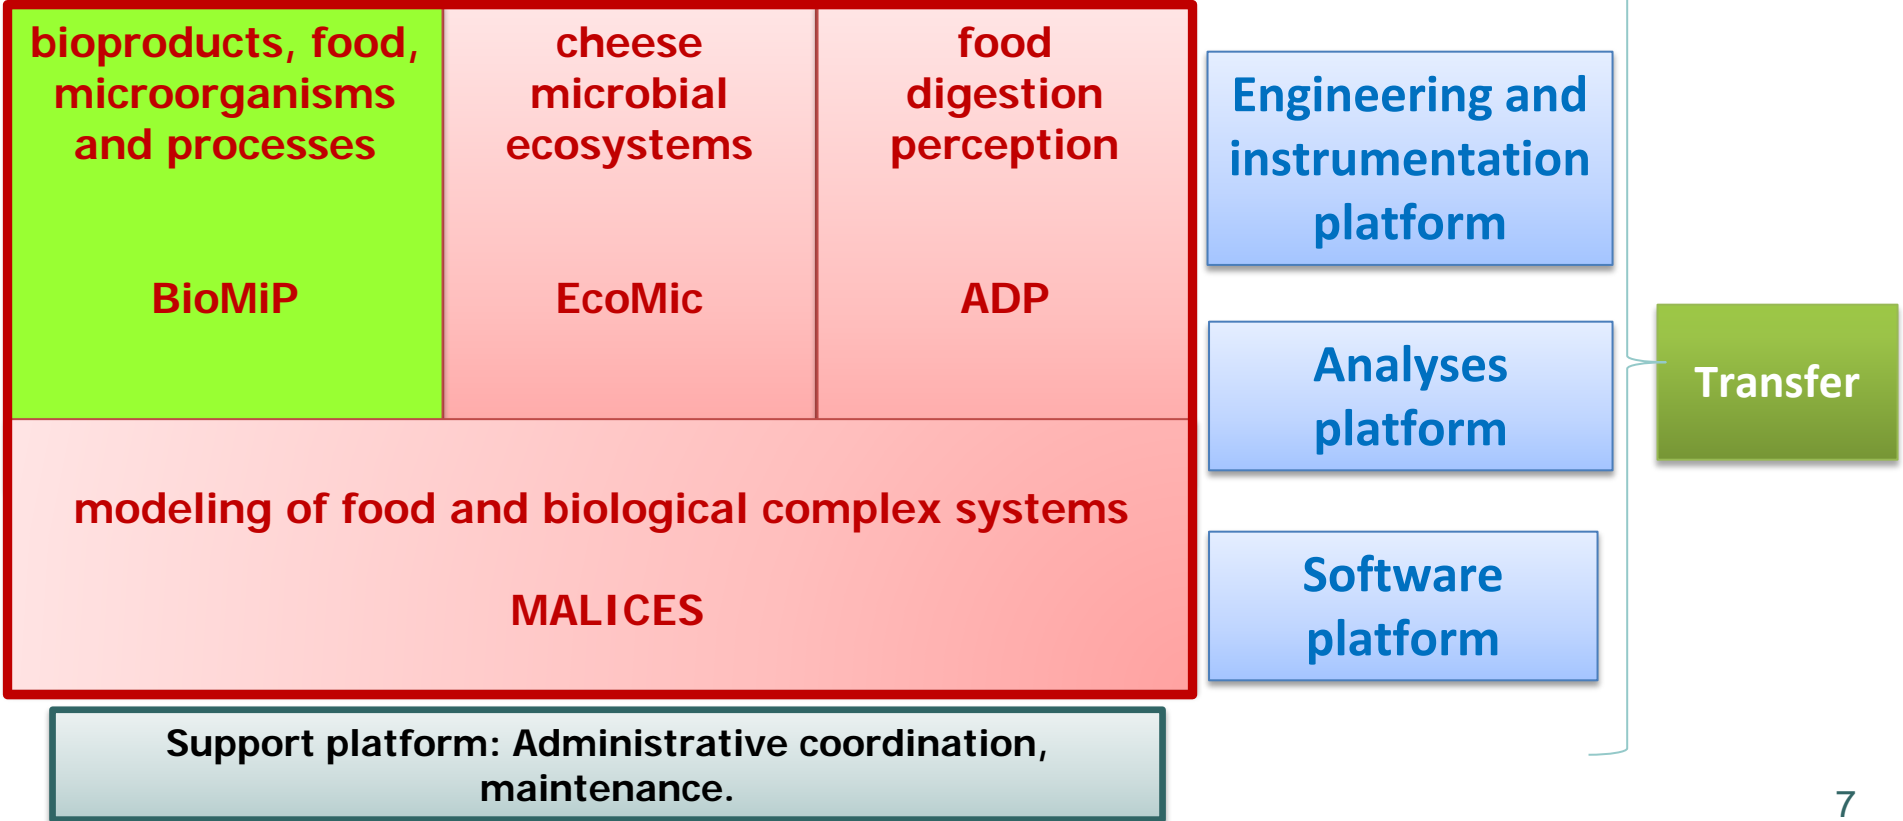 bioproducts, food,
microorganisms
and processes
BioMiP
cheese
microbial
ecosystems
EcoMic
food
digestion
perception
ADP
modeling of food and biological complex systems
MALICES
Support platform: Administrative coordination,
maintenance.
Engineering and
instrumentation
platform
Analyses
platform
Software
platform
Transfer
7